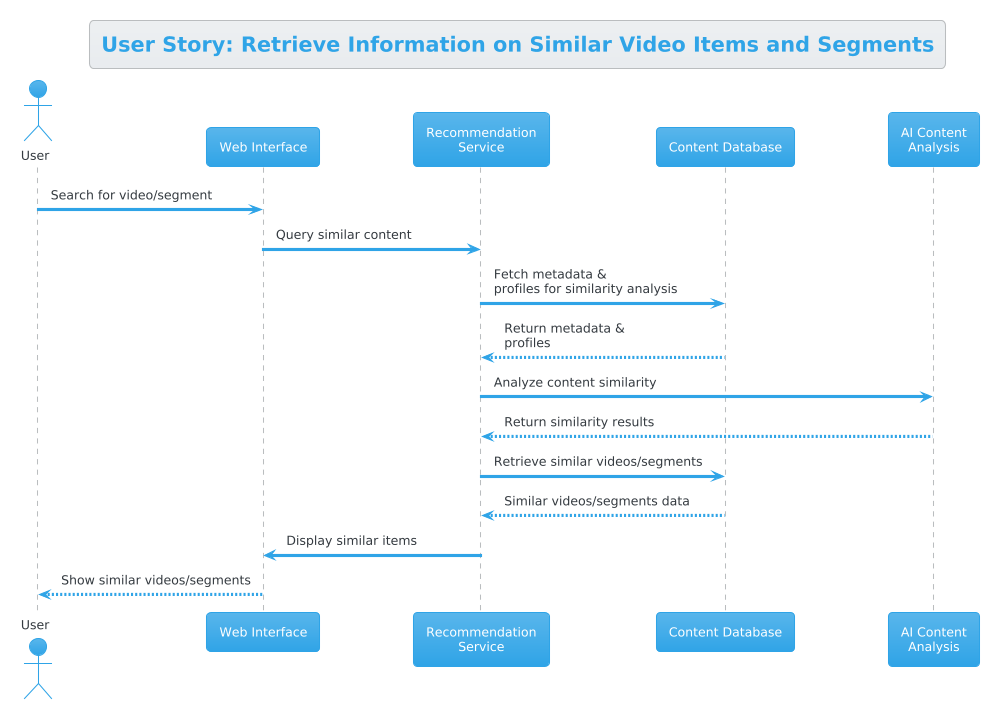 User Story: Retrieve Information on Similar Video Items and Segments
User
Web Interface
Recommendation
Service
Content Database
AI Content
Analysis
Search for video/segment
Query similar content
Fetch metadata &
profiles for similarity analysis
Return metadata &
profiles
Analyze content similarity
Return similarity results
Retrieve similar videos/segments
Similar videos/segments data
Display similar items
Show similar videos/segments
User
Web Interface
Recommendation
Service
Content Database
AI Content
Analysis